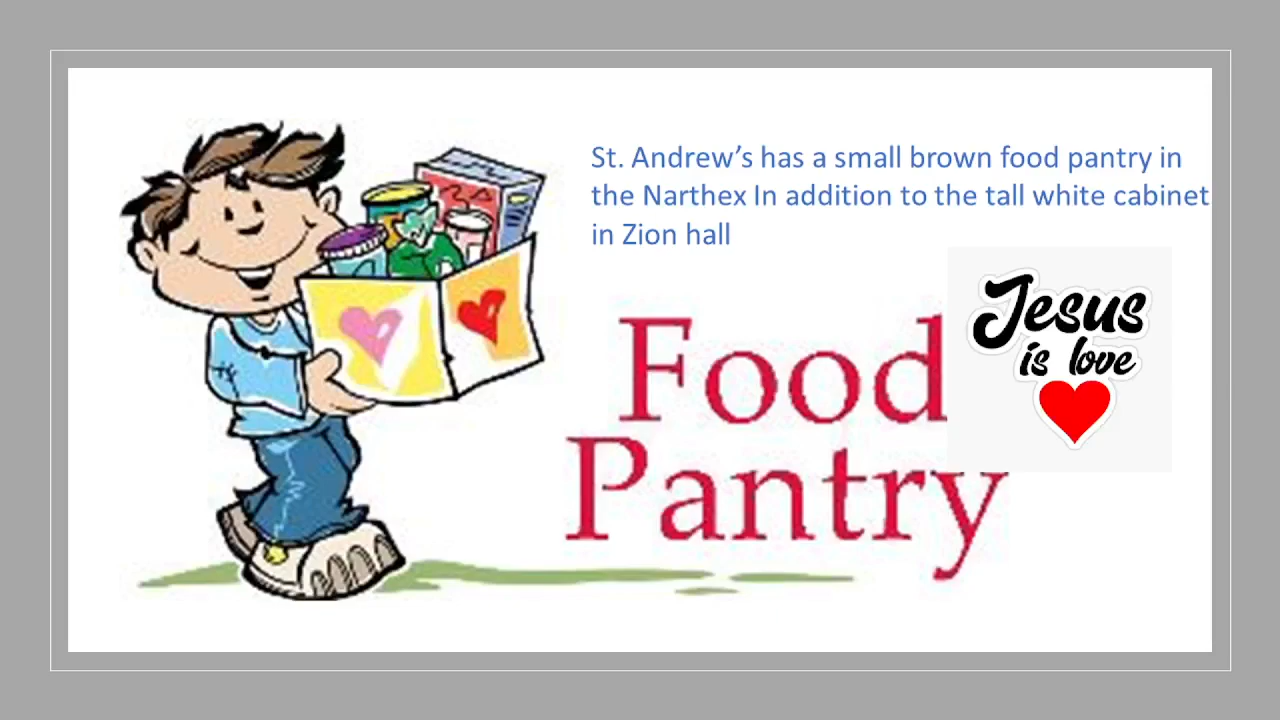 St. Andrew’s has a small brown food pantry in
the Narthex In addition to the tall white cabinet
in Zion hall
Jesus
is love
Food
Pantry